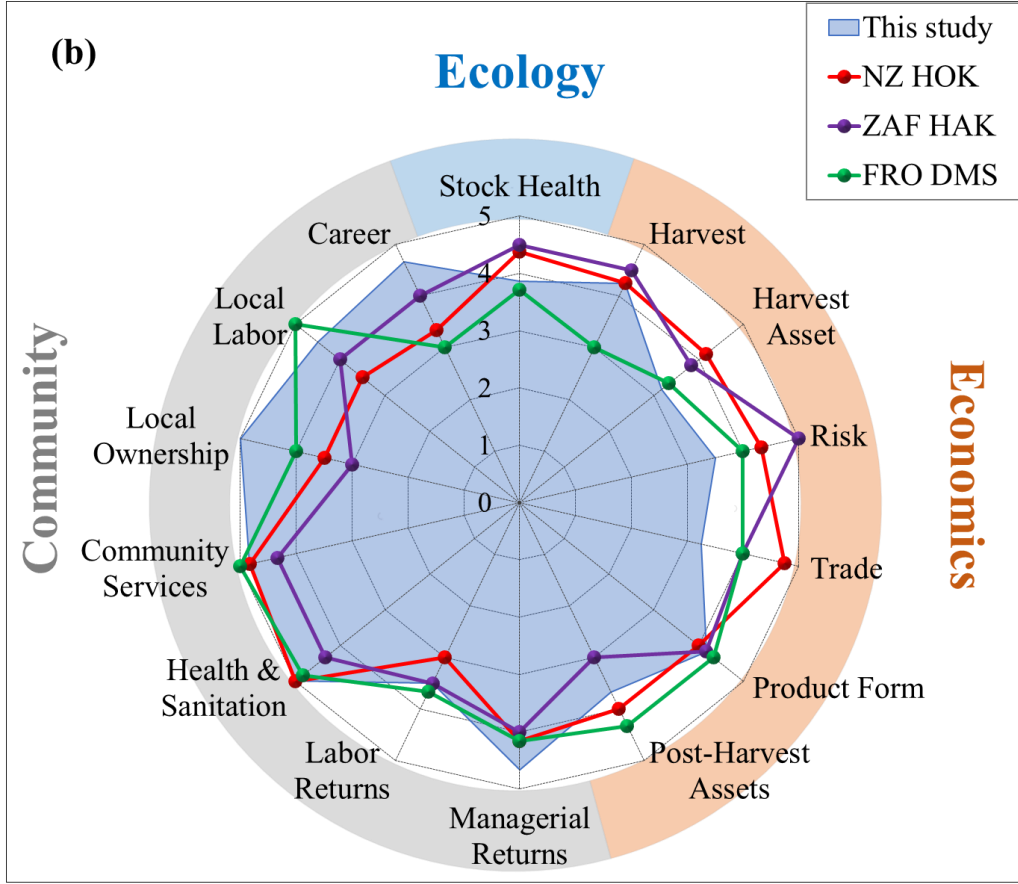 (b)
Ecology
This study
NZ HOK
ZAF HAK
FRO DMS
Stock Health
Harvest
Harvest
Asset
Risk
Trade
Product Form
Post-Harvest
Assets
Managerial
Returns
Labor
Returns
Health &
Sanitation
Community
Services
Local
Ownership
Local
Labor
Career
5
4
3
2
1
0
Community
Economics